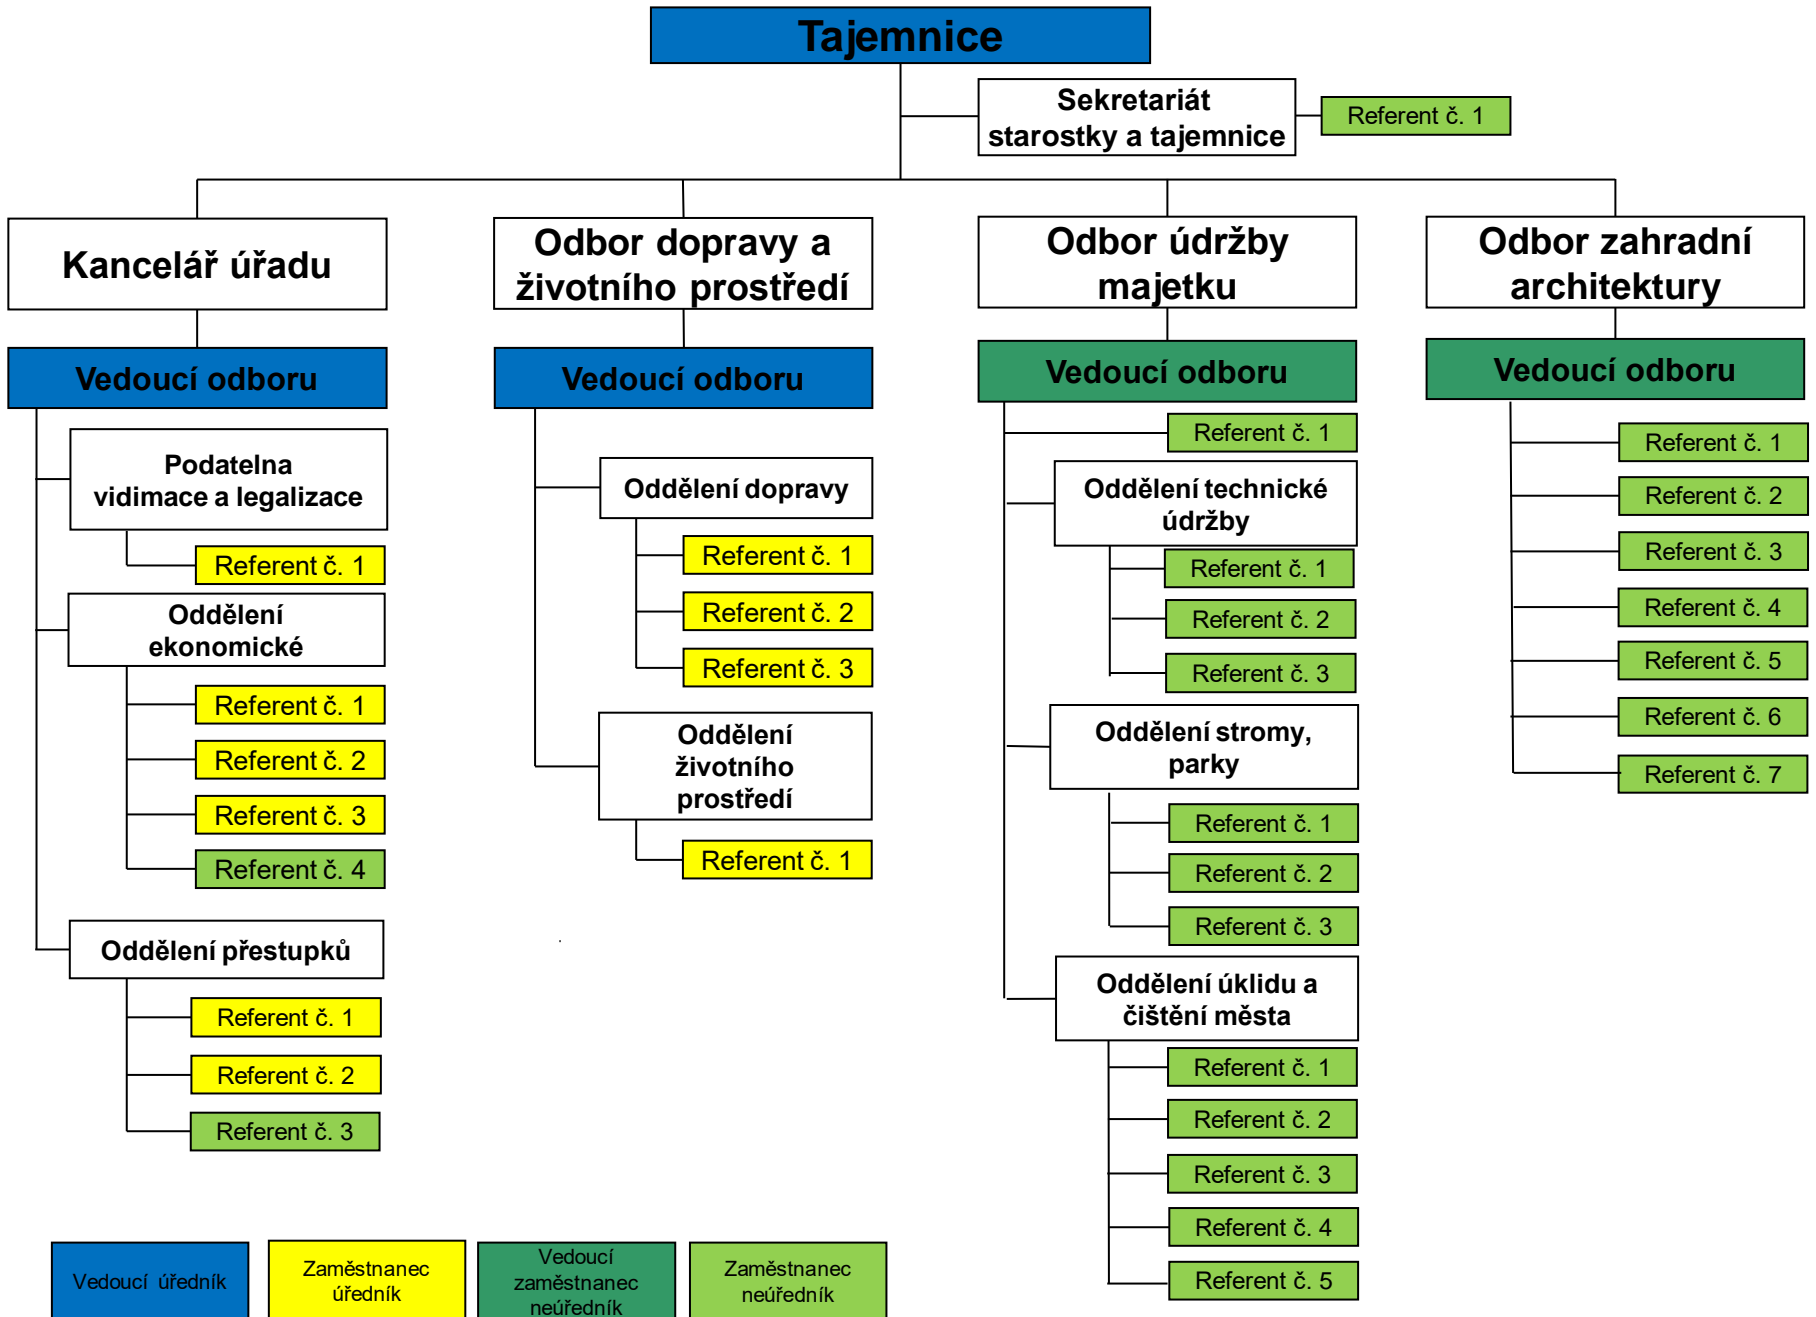 Tajemnice
Sekretariát
starostky a tajemnice
Referent č. 1
Kancelář úřadu
Vedoucí odboru
Podatelna
vidimace a legalizace
Referent č. 1
Oddělení
ekonomické
Referent č. 1
Referent č. 2
Referent č. 3
Referent č. 4
Oddělení přestupků
Referent č. 1
Referent č. 2
Referent č. 3
Odbor dopravy a
životního prostředí
Vedoucí odboru
Oddělení dopravy
Referent č. 1
Referent č. 2
Referent č. 3
Oddělení
životního
prostředí
Referent č. 1
Odbor údržby
majetku
Vedoucí odboru
Referent č. 1
Oddělení technické
údržby
Referent č. 1
Referent č. 2
Referent č. 3
Oddělení stromy,
parky
Referent č. 1
Referent č. 2
Referent č. 3
Oddělení úklidu a
čištění města
Referent č. 1
Referent č. 2
Referent č. 3
Referent č. 4
Referent č. 5
Odbor zahradní
architektury
Vedoucí odboru
Referent č. 1
Referent č. 2
Referent č. 3
Referent č. 4
Referent č. 5
Referent č. 6
Referent č. 7
Vedoucí úředník
Zaměstnanec
úředník
Vedoucí
zaměstnanec
neúředník
Zaměstnanec
neúředník